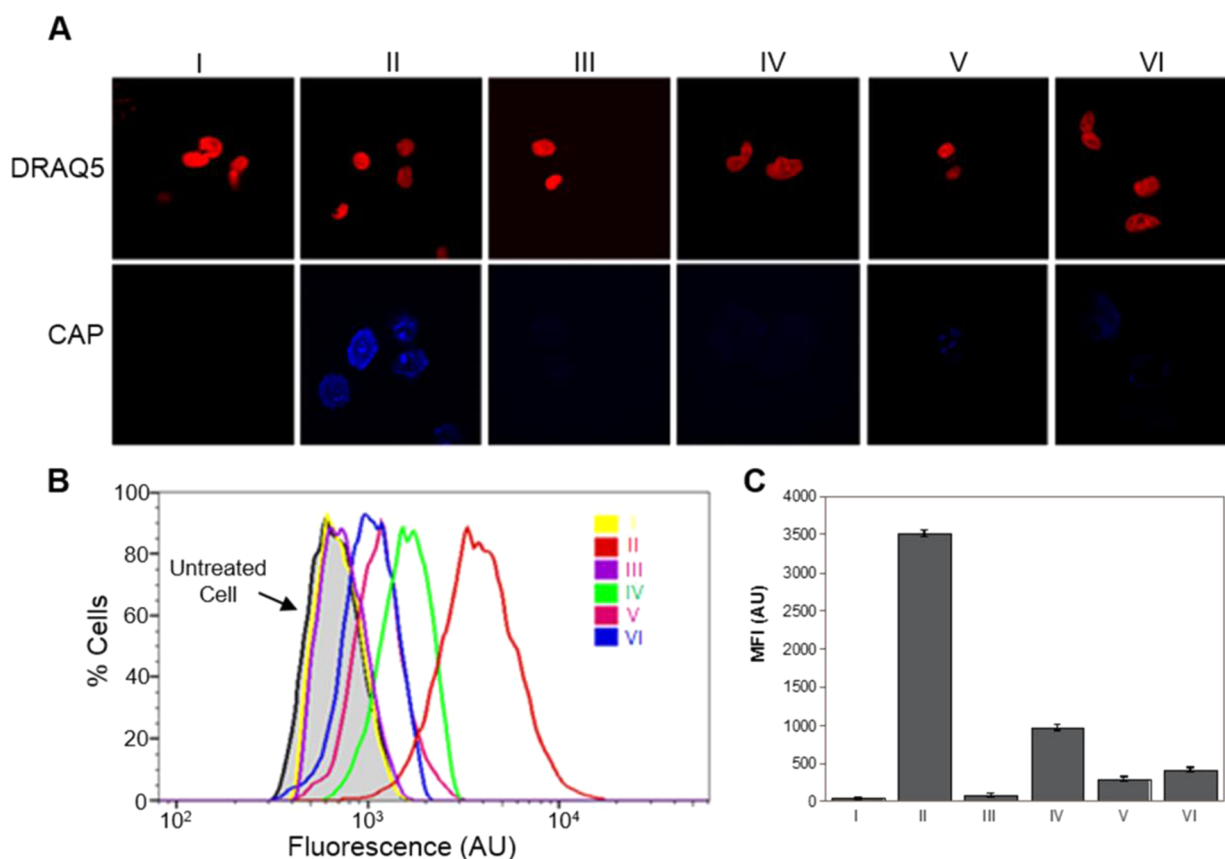 A
I II III IV V VI
DRAQ5
CAP
B
100
80
60
40
20
0
% Cells
Untreated
Cell
I
II
III
IV
V
VI
10²
10³
10⁴
Fluorescence (AU)
C
4000
3500
3000
2500
2000
1500
1000
500
0
MFI (AU)
I II III IV V VI